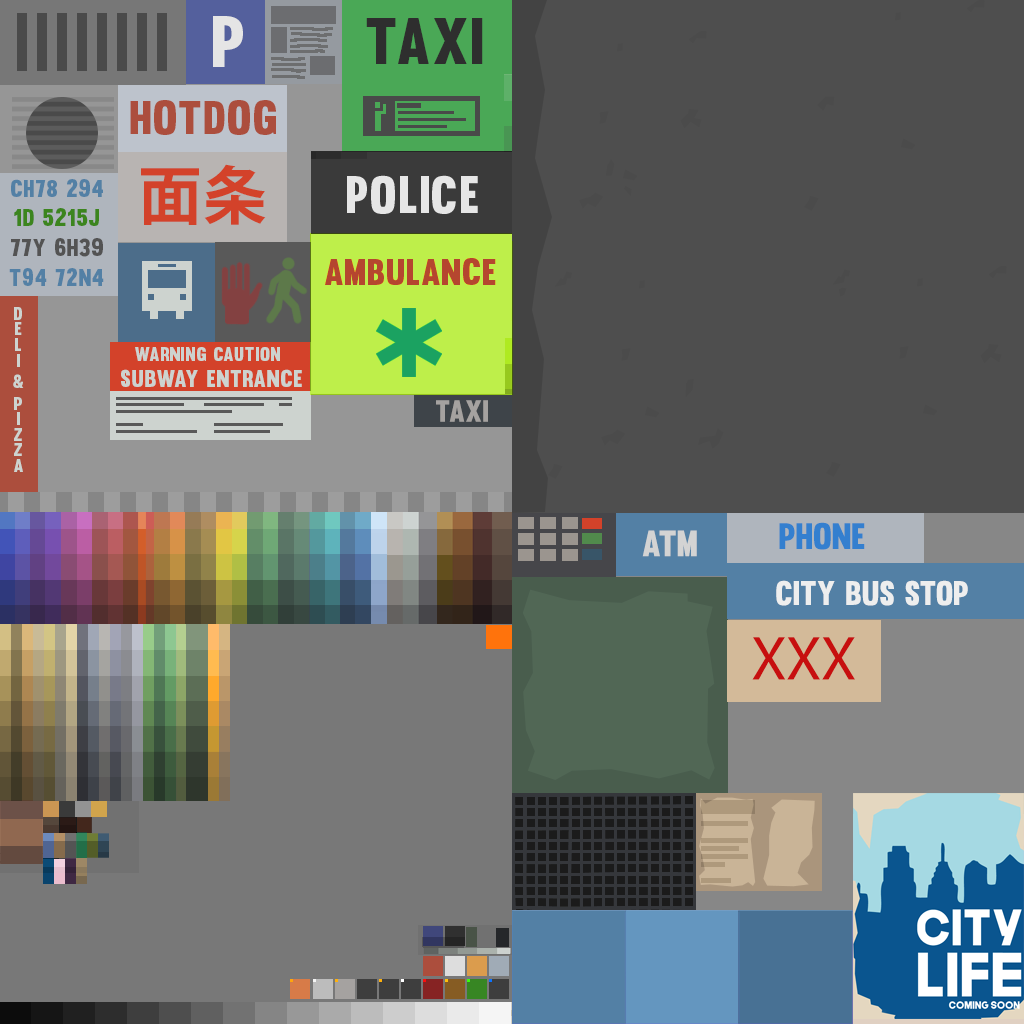 P
TAXI
HOTDOG
面条
POLICE
CH78 294
1D 5215J
77Y 6H39
T94 72N4
AMBULANCE
DELI & PIZZA
WARNING CAUTION
SUBWAY ENTRANCE
TAXI
ATM
PHONE
CITY BUS STOP
XXX
CITY
LIFE
COMING SOON